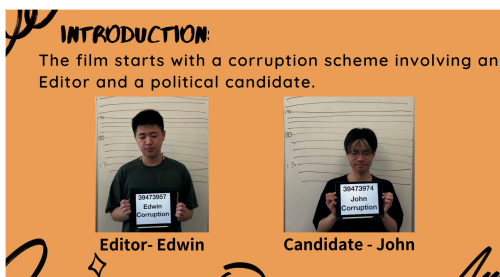 INTRODUCTION:
The film starts with a corruption scheme involving an
Editor and a political candidate.
39473957
Edwin
Corruption
39473974
John
Corruption
Editor- Edwin
Candidate - John